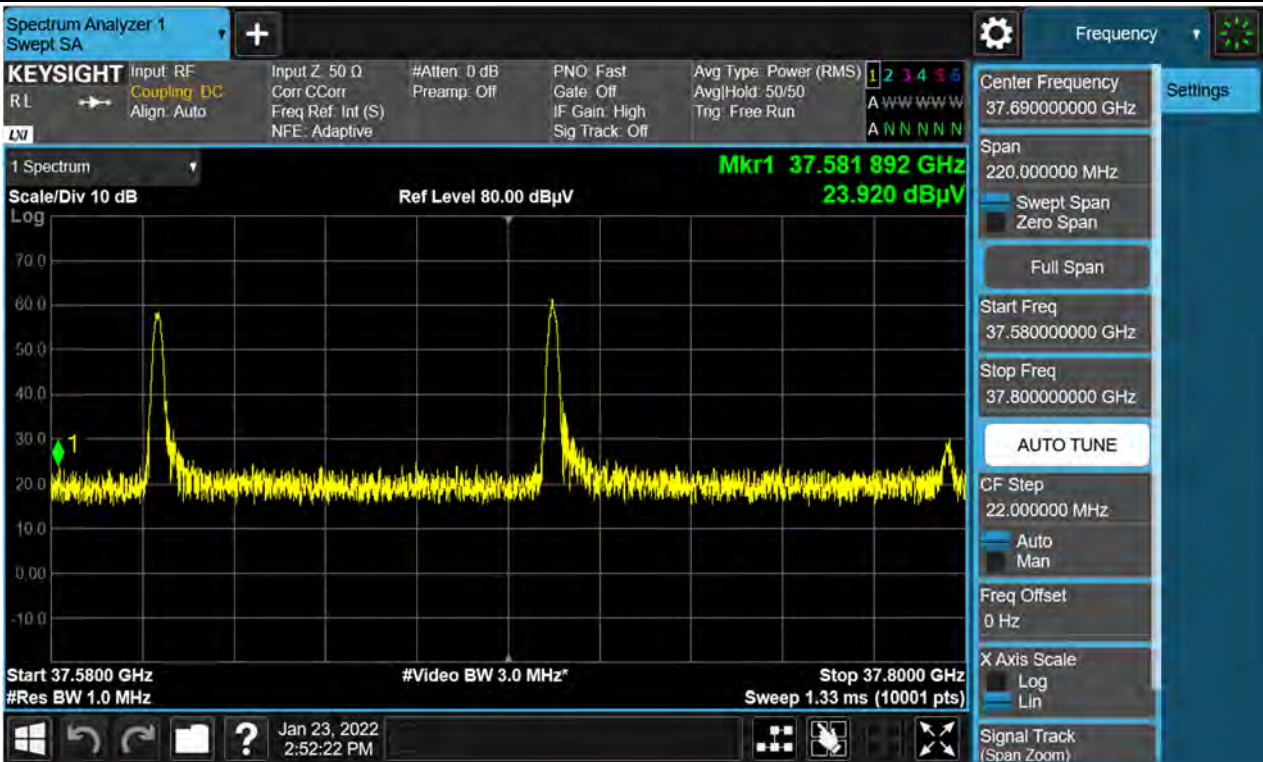 Spectrum Analyzer 1
Swept SA
+
Frequency
KEYSIGHT
RL
LXI
Input: RF
Coupling: DC
Align: Auto
Input Z: 50 Ω
Corr CCorr
Freq Ref: Int (S)
NFE: Adaptive
#Atten: 0 dB
Preamp: Off
PNO: Fast
Gate: Off
IF Gain: High
Sig Track: Off
Avg Type: Power (RMS)
Avg|Hold: 50/50
Trig: Free Run
1 2 3 4 5 6
A W W W W W
A N N N N N
1 Spectrum
Scale/Div 10 dB
Ref Level 80.00 dBµV
Mkr1 37.581 892 GHz
23.920 dBµV
Log
70.0
60.0
50.0
40.0
30.0
1
20.0
10.0
0.00
-10.0
Start 37.5800 GHz
#Video BW 3.0 MHz*
Stop 37.8000 GHz
#Res BW 1.0 MHz
Sweep 1.33 ms (10001 pts)
?
Jan 23, 2022
2:52:22 PM
Center Frequency
37.690000000 GHz
Settings
Span
220.000000 MHz
Swept Span
Zero Span
Full Span
Start Freq
37.580000000 GHz
Stop Freq
37.800000000 GHz
AUTO TUNE
CF Step
22.000000 MHz
Auto
Man
Freq Offset
0 Hz
X Axis Scale
Log
Lin
Signal Track
(Span Zoom)